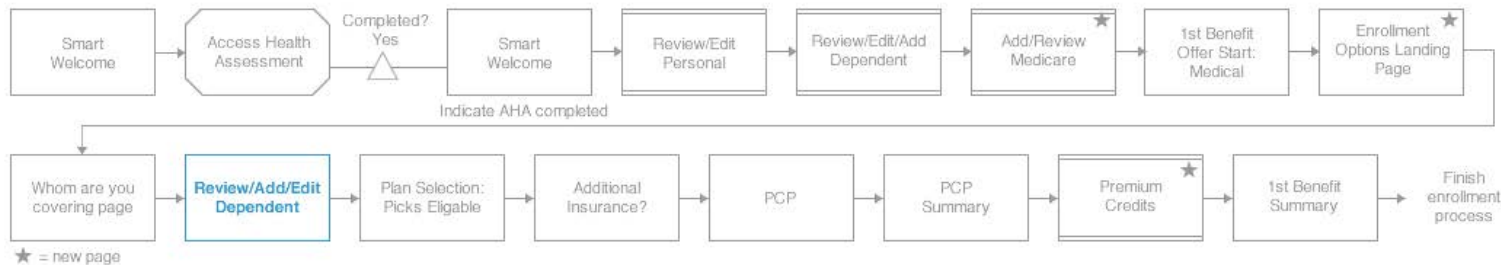 Smart
Welcome
Access Health
Assessment
Completed?
Yes
Smart
Welcome
Indicate AHA completed
Review/Edit
Personal
Review/Edit/Add
Dependent
Add/Review
Medicare
1st Benefit
Offer Start:
Medical
Enrollment
Options Landing
Page
Whom are you
covering page
Review/Add/Edit
Dependent
Plan Selection:
Picks Eligable
Additional
Insurance?
PCP
PCP
Summary
Premium
Credits
1st Benefit
Summary
Finish
enrollment
process
★ = new page